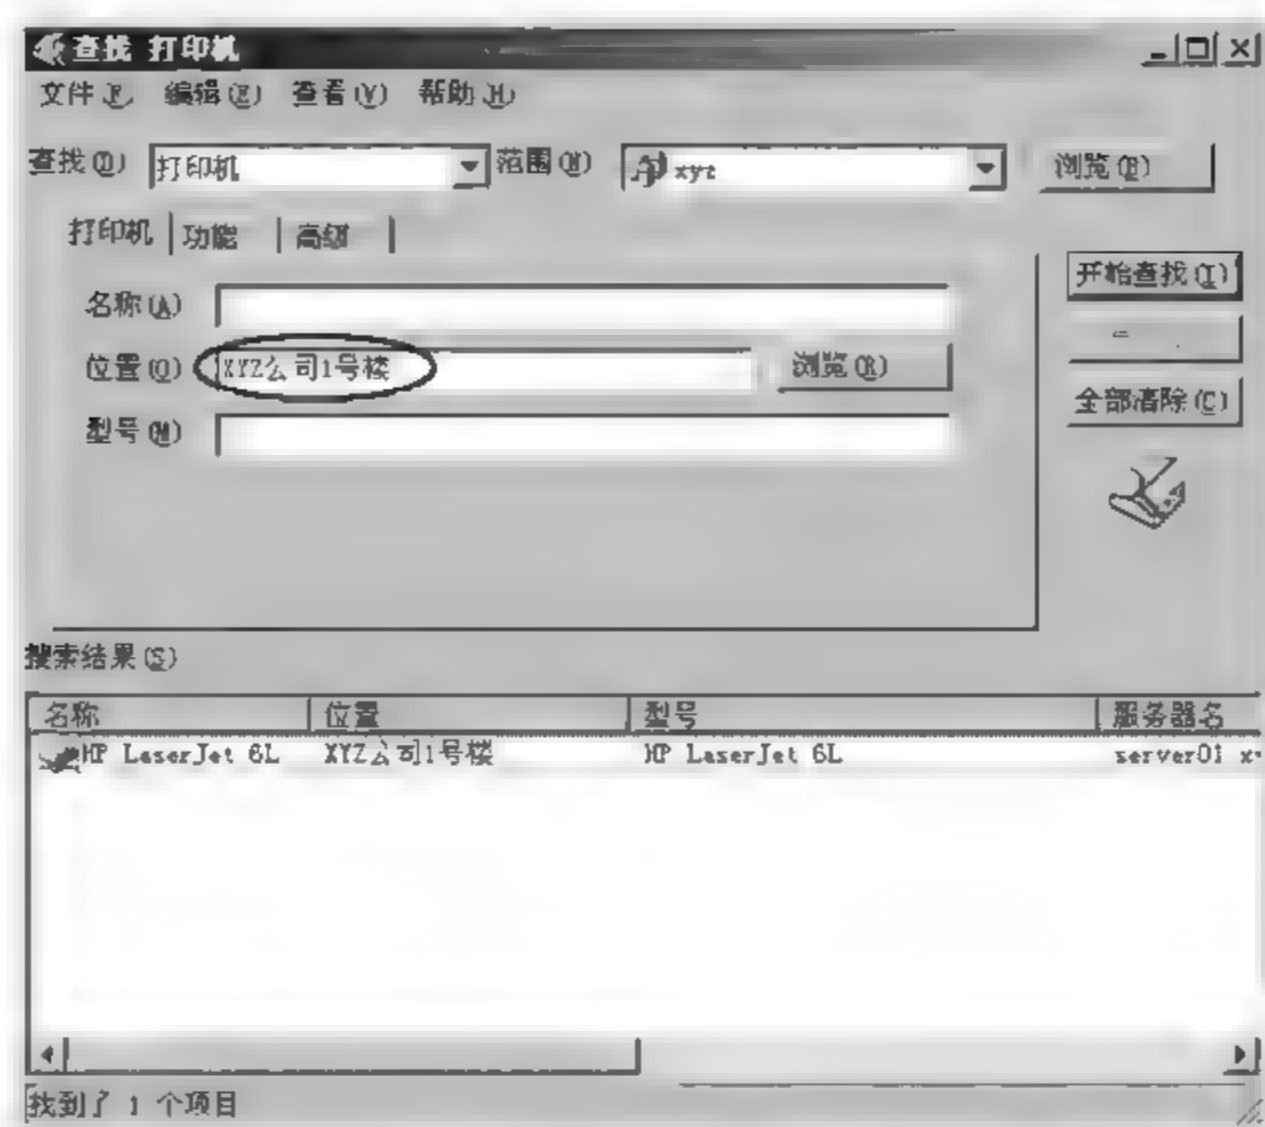 查找 打印机
文件(F) 编辑(E) 查看(V) 帮助(H)
查找(D) 打印机 范围(N) xyz 浏览(B)
打印机 功能 高级
名称(A) 开始查找(I)
位置(O) XYZ公司1号楼 浏览(R)
型号(M) 全部清除(C)
搜索结果(S)
名称 位置 型号 服务器名
HP LaserJet 6L XYZ公司1号楼 HP LaserJet 6L server01
找到了 1 个项目